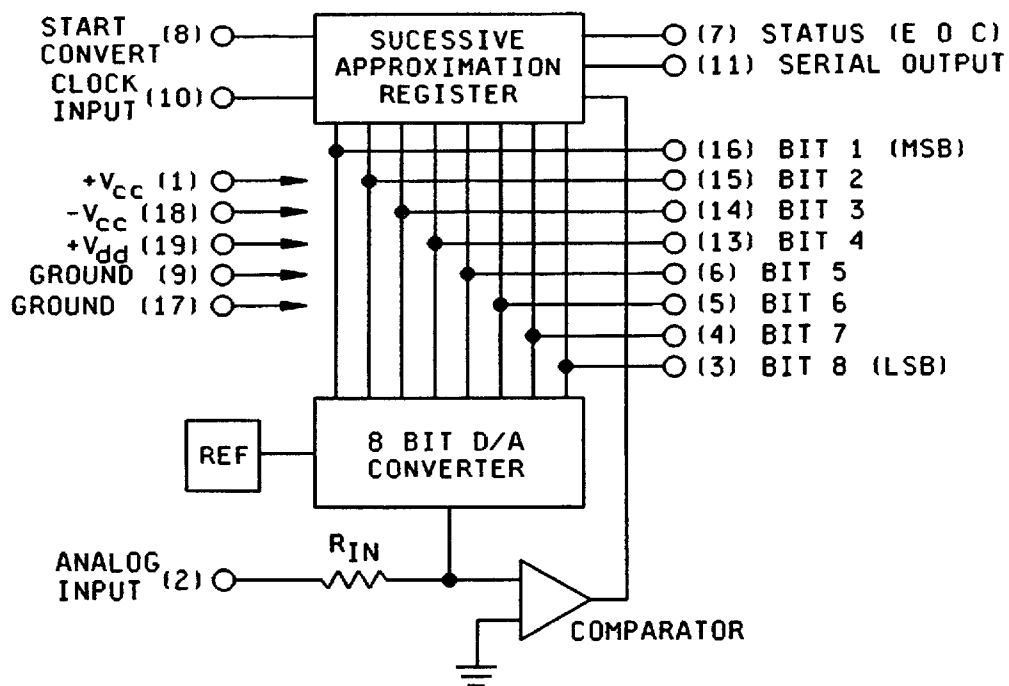 START
CONVERT (8)
CLOCK
INPUT (10)
SUCESSIVE
APPROXIMATION
REGISTER
(7) STATUS (E O C)
(11) SERIAL OUTPUT
(16) BIT 1 (MSB)
(15) BIT 2
(14) BIT 3
(13) BIT 4
(6) BIT 5
(5) BIT 6
(4) BIT 7
(3) BIT 8 (LSB)
+Vcc (1)
-Vcc (18)
+Vdd (19)
GROUND (9)
GROUND (17)
REF
8 BIT D/A
CONVERTER
RIN
ANALOG
INPUT (2)
COMPARATOR